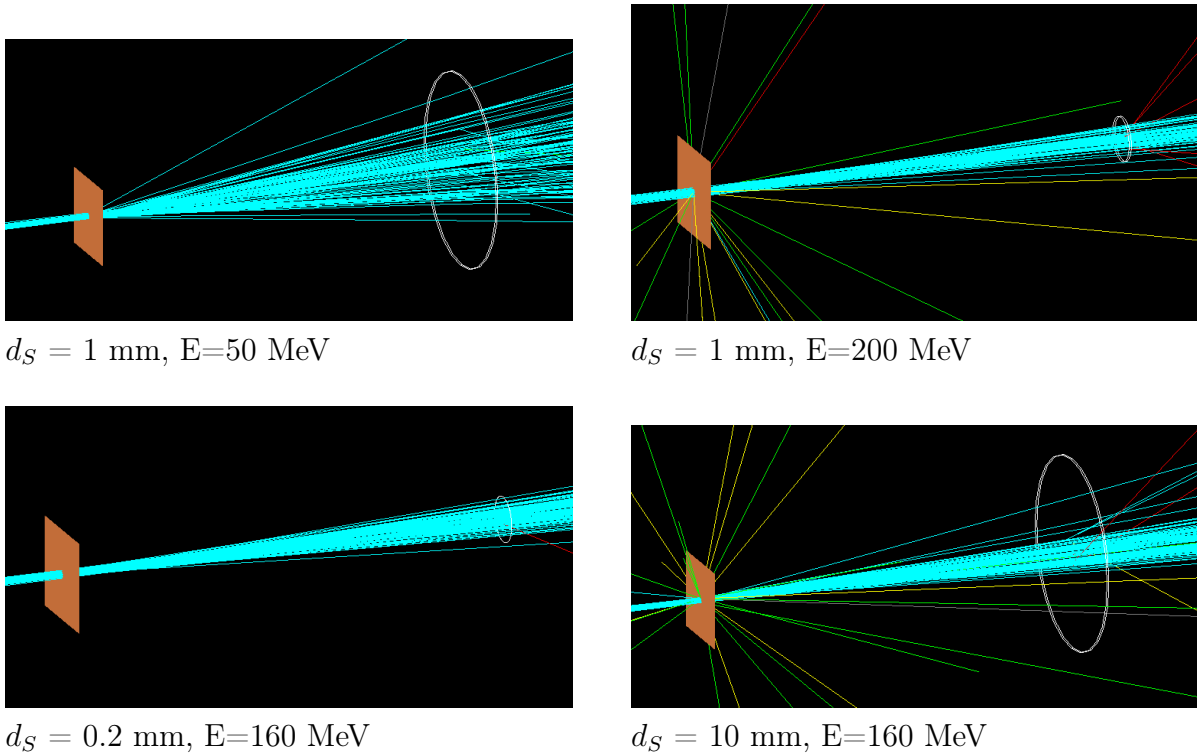 d_S = 1 mm, E=50 MeV
d_S = 1 mm, E=200 MeV
d_S = 0.2 mm, E=160 MeV
d_S = 10 mm, E=160 MeV